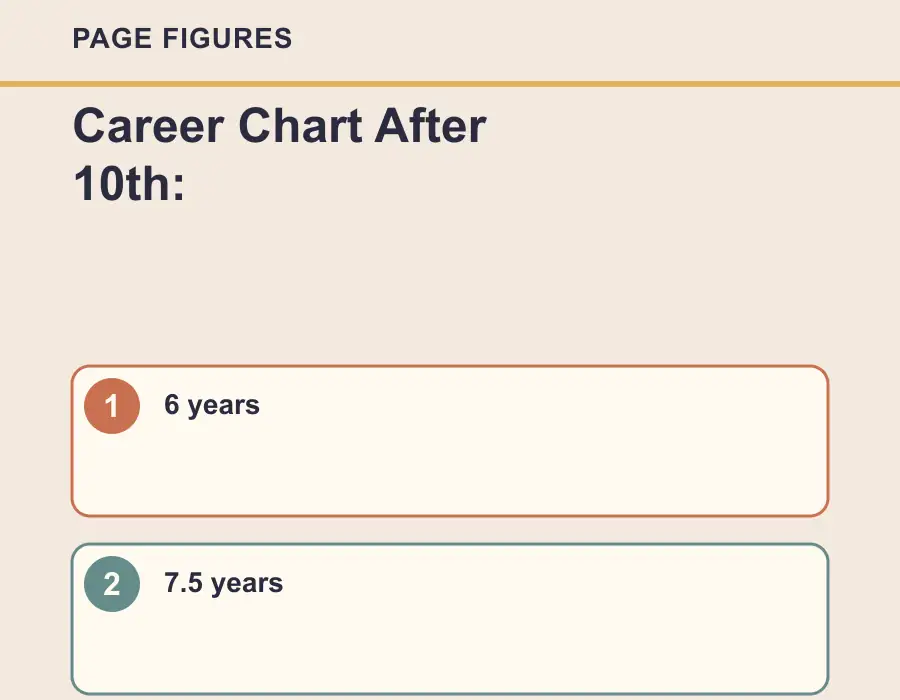 PAGE FIGURES
Career Chart After
10th:
1
6 years
2
7.5 years